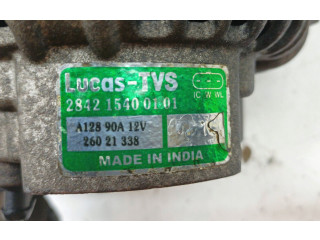 Lucas-TVS
IC W WL
2842 1540 01 01
A128 90A 12V
260 21 338
MADE IN INDIA